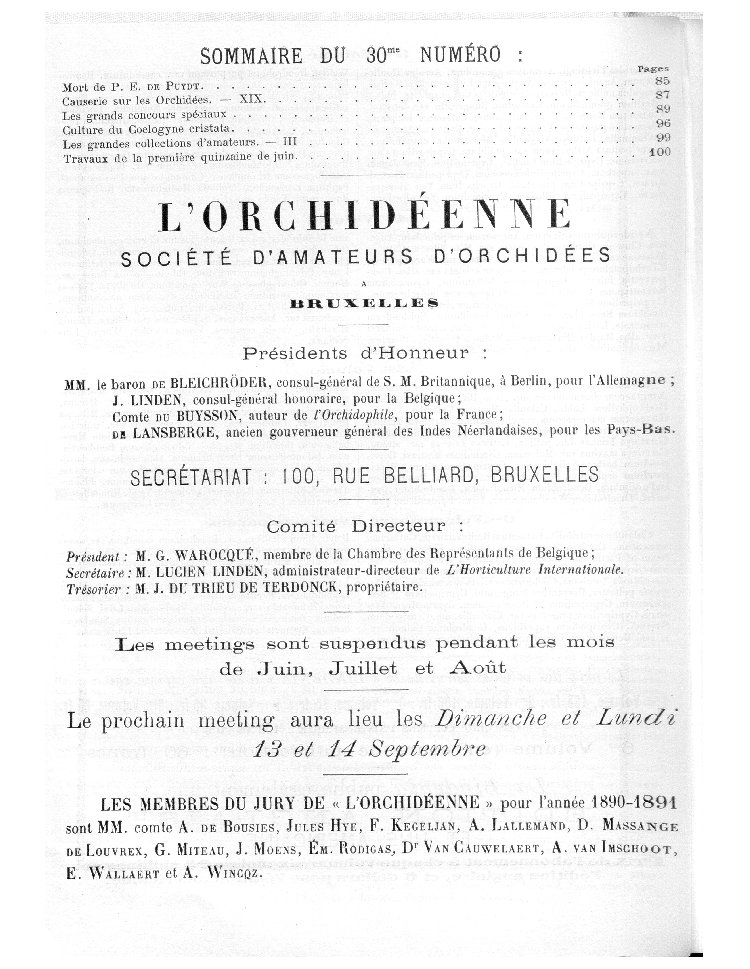 SOMMAIRE DU 30me NUMÉRO :
Pages
Mort de P. E. DE PUYDT. 85
Causerie sur les Orchidées. — XIX. 87
Les grands concours spéciaux 89
Culture du Coelogyne cristata. 96
Les grandes collections d'amateurs. — III 99
Travaux de la première quinzaine de juin. 100
L'ORCHIDÉENNE
SOCIÉTÉ D'AMATEURS D'ORCHIDÉES
A
BRUXELLES
Présidents d'Honneur :
MM. le baron DE BLEICHRÖDER, consul-général de S. M. Britannique, à Berlin, pour l'Allemagne ;
J. LINDEN, consul-général honoraire, pour la Belgique ;
Comte DU BUYSSON, auteur de l'Orchidophile, pour la France ;
DE LANSBERGE, ancien gouverneur général des Indes Néerlandaises, pour les Pays-Bas.
SECRÉTARIAT : 100, RUE BELLIARD, BRUXELLES
Comité Directeur :
Président : M. G. WAROCQUÉ, membre de la Chambre des Représentants de Belgique ;
Secrétaire : M. LUCIEN LINDEN, administrateur-directeur de L'Horticulture Internationale.
Trésorier : M. J. DU TRIEU DE TERDONCK, propriétaire.
Les meetings sont suspendus pendant les mois
de Juin, Juillet et Août
Le prochain meeting aura lieu les Dimanche et Lundi
13 et 14 Septembre
LES MEMBRES DU JURY DE « L'ORCHIDÉENNE » pour l'année 1890-1891
sont MM. comte A. DE BOUSIES, JULES HYE, F. KEGELJAN, A. LALLEMAND, D. MASSANGE
DE LOUVREX, G. MITEAU, J. MOENS, ÉM. RODIGAS, Dr VAN CAUWELAERT, A. VAN IMSCHOOT,
E. WALLAERT et A. WINCQZ.